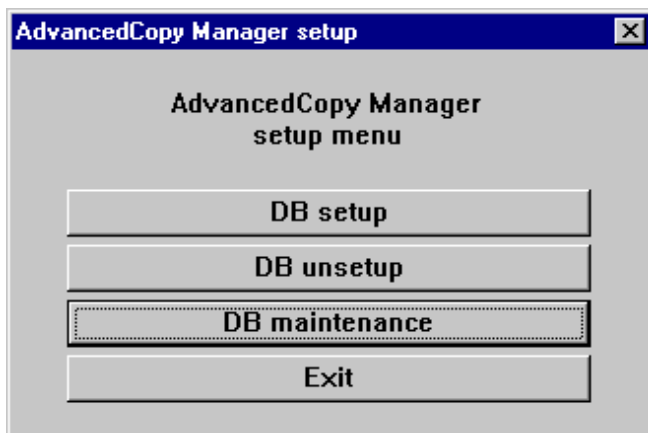 AdvancedCopy Manager setup
AdvancedCopy Manager
setup menu
DB setup
DB unsetup
DB maintenance
Exit